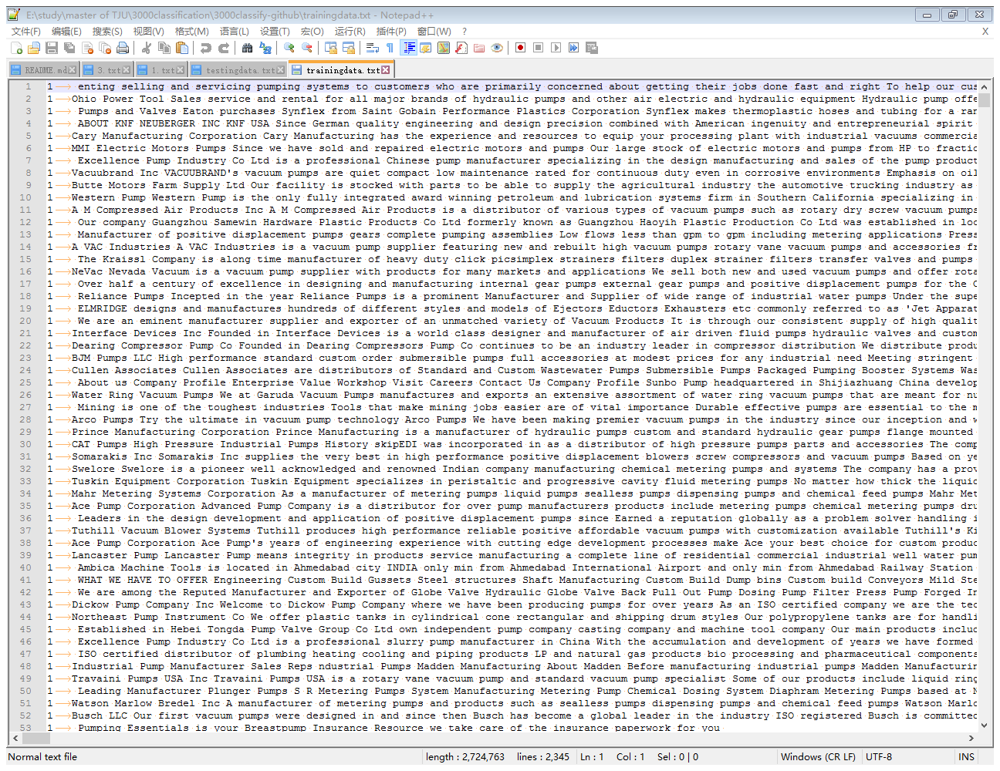 E:\study\master of TJU\3000classification\3000classify-github\trainingdata.txt - Notepad++
文件(F) 编辑(E) 搜索(S) 视图(V) 格式(M) 语言(L) 设置(T) 宏(O) 运行(R) 插件(P) 窗口(W) ? X
README.md 3.txt 1.txt testingdata.txt trainingdata.txt
1 1 enting selling and servicing pumping systems to customers who are primarily concerned about getting their jobs done fast and right To help our cus
2 1 Ohio Power Tool Sales service and rental for all major brands of hydraulic pumps and other air electric and hydraulic equipment Hydraulic pump offe
3 1 Pumps and Valves Eaton purchases Synflex from Saint Gobain Performance Plastics Corporation Synflex makes thermoplastic hoses and tubing for a ran
4 1 ABOUT KNF NEUBERGER INC KNF USA Since German quality engineering and design precision combined with American ingenuity and entrepreneurial spirit
5 1 Cary Manufacturing Corporation Cary Manufacturing has the experience and resources to equip your processing plant with industrial vacuums commercia
6 1 MMI Electric Motors Pumps Since we have sold and repaired electric motors and pumps Our large stock of electric motors and pumps from HP to fractic
7 1 Excellence Pump Industry Co Ltd is a professional Chinese pump manufacturer specializing in the design manufacturing and sales of the pump product
8 1 Vacuubrand Inc VACUUBRAND's vacuum pumps are quiet compact low maintenance rated for continuous duty even in corrosive environments Emphasis on oil
9 1 Butte Motors Farm Supply Ltd Our facility is stocked with parts to be able to supply the agricultural industry the automotive trucking industry as
10 1 Western Pump Western Pump is the only fully integrated award winning petroleum and lubrication systems firm in Southern California specializing in
11 1 A M Compressed Air Products Inc A M Compressed Air Products is a distributor of various types of vacuum pumps such as rotary dry screw vacuum pumps
12 1 Our company Guangzhou Samewin Hardware Plastic Products Co Ltd formerly known as Guangzhou Haoyih Plastic Production Co Ltd was established in loc
13 1 Manufacturer of positive displacement pumps gears complete pumping assemblies Low flows less than gpm to gpm including metering applications Press
14 1 A VAC Industries A VAC Industries is a vacuum pump supplier featuring new and rebuilt high vacuum pumps rotary vane vacuum pumps and accessories fr
15 1 The Kraissl Company is along time manufacturer of heavy duty click picsimplex strainers filters duplex strainer filters transfer valves and pumps
16 1 NeVac Nevada Vacuum is a vacuum pump supplier with products for many markets and applications We sell both new and used vacuum pumps and offer rota
17 1 Over half a century of excellence in designing and manufacturing internal gear pumps external gear pumps and positive displacement pumps for the C
18 1 Reliance Pumps Incepted in the year Reliance Pumps is a prominent Manufacturer and Supplier of wide range of industrial water pumps Under the supe
19 1 ELMRIDGE designs and manufactures hundreds of different styles and models of Ejectors Eductors Exhausters etc commonly referred to as 'Jet Apparat
20 1 We are an eminent manufacturer supplier and exporter of an unmatched variety of Vacuum Products It is through our consistent supply of high qualit
21 1 Interface Devices Inc Founded in Interface Devices is a world class designer and manufacturer of air driven fluid pumps hydraulic valves and custom
22 1 Dearing Compressor Pump Co Founded in Dearing Compressors Pump Co continues to be an industry leader in compressor distribution We distribute produ
23 1 BJM Pumps LLC High performance standard custom order submersible pumps full accessories at modest prices for any industrial need Meeting stringent
24 1 Cullen Associates Cullen Associates are distributors of Standard and Custom Wastewater Pumps Submersible Pumps Packaged Pumping Booster Systems Was
25 1 About us Company Profile Enterprise Value Workshop Visit Careers Contact Us Company Profile Sunbo Pump headquartered in Shijiazhuang China develop
26 1 Water Ring Vacuum Pumps We at Garuda Vacuum Pumps manufactures and exports an extensive assortment of water ring vacuum pumps that are meant for nu
27 1 Mining is one of the toughest industries Tools that make mining jobs easier are of vital importance Durable effective pumps are essential to the m
28 1 Arco Pumps Try the ultimate in vacuum pump technology Arco Pumps We have been making premier vacuum pumps in the industry since our inception and w
29 1 Prince Manufacturing Corporation Prince Manufacturing is a manufacturer of hydraulic pumps custom and standard hydraulic gear pumps flange mounted
30 1 CAT Pumps High Pressure Industrial Pumps History skipEDI was incorporated in as a distributor of high pressure pumps parts and accessories The comp
31 1 Somarakis Inc Somarakis Inc supplies the very best in high performance positive displacement blowers screw compressors and vacuum pumps Based on ye
32 1 Swelore Swelore is a pioneer well acknowledged and renowned Indian company manufacturing chemical metering pumps and systems The company has a prov
33 1 Tuskin Equipment Corporation Tuskin Equipment specializes in peristaltic and progressive cavity fluid metering pumps No matter how thick the liquic
34 1 Mahr Metering Systems Corporation As a manufacturer of metering pumps liquid pumps sealless pumps dispensing pumps and chemical feed pumps Mahr Met
35 1 Ace Pump Corporation Advanced Pump Company is a distributor for over pump manufacturers products include metering pumps chemical metering pumps dru
36 1 Leaders in the design development and application of positive displacement pumps since Earned a reputation globally as a problem solver handling i
37 1 Tuthill Vacuum Blower Systems Tuthill produces high performance reliable positive affordable vacuum pumps with customization available Tuthill's Ki
38 1 Ace Pump Corporation Ace Pump's years of engineering experience with cutting edge development processes make Ace your best choice for custom produc
39 1 Lancaster Pump Lancaster Pump means integrity in products service manufacturing a complete line of residential commercial industrial well water pum
40 1 Ambica Machine Tools is located in Ahmedabad city INDIA only min from Ahmedabad International Airport and only min from Ahmedabad Railway Station
41 1 WHAT WE HAVE TO OFFER Engineering Custom Build Gussets Steel structures Shaft Manufacturing Custom Build Dump bins Custom build Conveyors Mild Ste
42 1 We are among the Reputed Manufacturer and Exporter of Globe Valve Hydraulic Globe Valve Back Pull Out Pump Dosing Pump Filter Press Pump Forged In
43 1 Dickow Pump Company Inc Welcome to Dickow Pump Company where we have been producing pumps for over years As an ISO certified company we are the tec
44 1 Northeast Pump Instrument Co We offer plastic tanks in cylindrical cone rectangular and shipping drum styles Our polypropylene tanks are for handli
45 1 Established in Hebei Tongda Pump Valve Group Co Ltd own independent pump company casting company and machine tool company Our main products includ
46 1 Excellence Pump Industry Co Ltd is a professional slurry pump manufacturer in China With the accumulation and development of years we have formed
47 1 ISO certified distributor of plumbing heating cooling and piping products LP and natural gas products bio processing and pharmaceutical components
48 1 Industrial Pump Manufacturer Sales Reps ndustrial Pumps Madden Manufacturing About Madden Before manufacturing industrial pumps Madden Manufacturin
49 1 Travaini Pumps USA Inc Travaini Pumps USA is a rotary vane vacuum pump and standard vacuum pump specialist Some of our products include liquid ring
50 1 Leading Manufacturer Plunger Pumps S R Metering Pumps System Manufacturing Metering Pump Chemical Dosing System Diaphram Metering Pumps based at N
51 1 Watson Marlow Bredel Inc A manufacturer of metering pumps and products such as sealless pumps dispensing pumps and chemical feed pumps Watson Marlc
52 1 Busch LLC Our first vacuum pumps were designed in and since then Busch has become a global leader in the industry ISO registered Busch is committec
53 1 Pumping Essentials is your Breastpump Insurance Resource we take care of the insurance paperwork for you
Normal text file length : 2,724,763 lines : 2,345 Ln : 1 Col : 1 Sel : 0 | 0 Windows (CR LF) UTF-8 INS